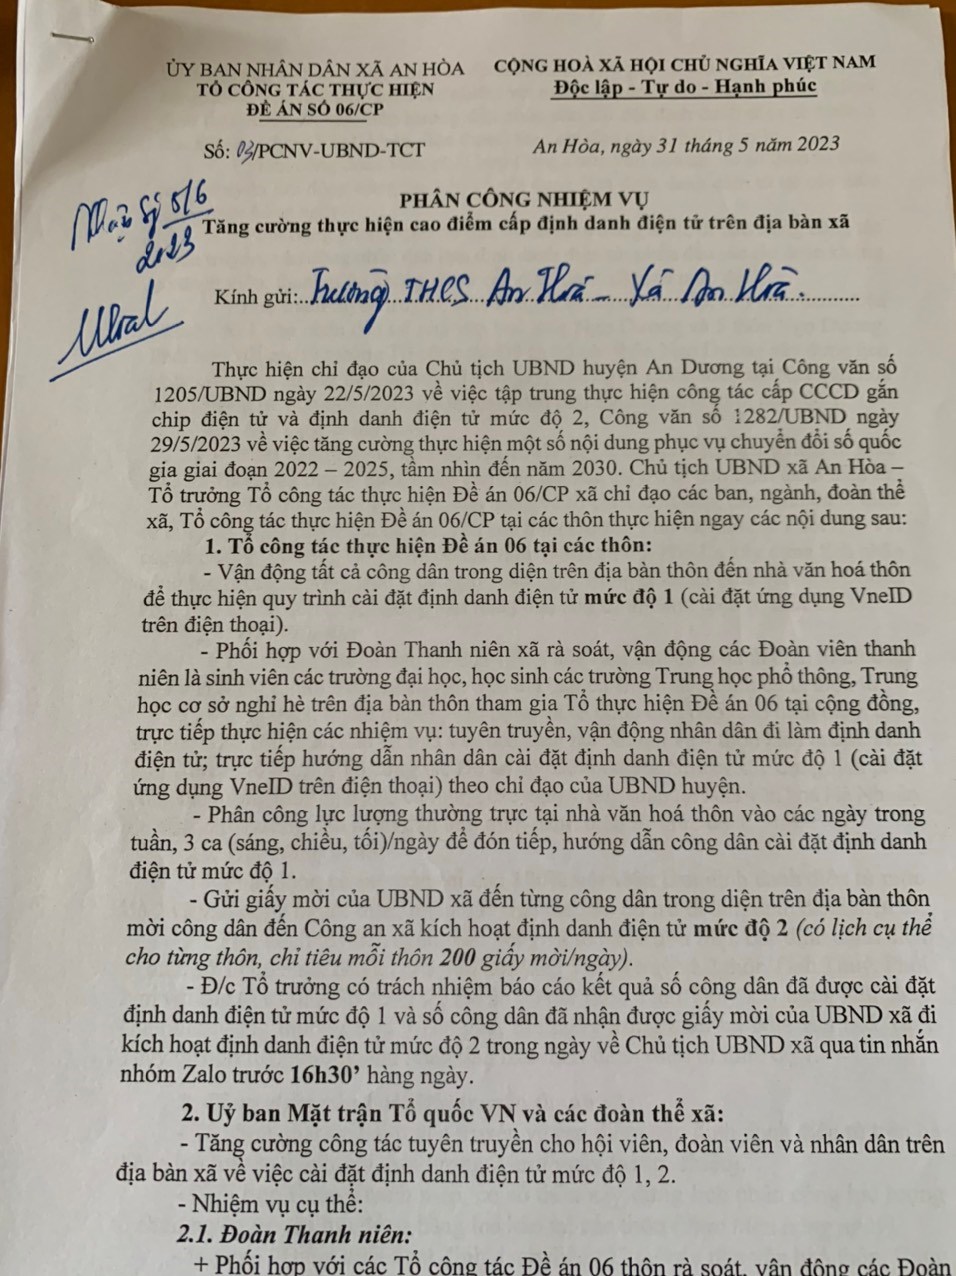 ỦY BAN NHÂN DÂN XÃ AN HÒA
TỔ CÔNG TÁC THỰC HIỆN
ĐỀ ÁN SỐ 06/CP
CỘNG HOÀ XÃ HỘI CHỦ NGHĨA VIỆT NAM
Độc lập - Tự do - Hạnh phúc
Số: 03/PCNV-UBND-TCT
An Hòa, ngày 31 tháng 5 năm 2023
5/6
2023
PHÂN CÔNG NHIỆM VỤ
Tăng cường thực hiện cao điểm cấp định danh điện tử trên địa bàn xã
Kính gửi:..Trường...THCS An Hoà – Xã An Hoà.............
Thực hiện chỉ đạo của Chủ tịch UBND huyện An Dương tại Công văn số
1205/UBND ngày 22/5/2023 về việc tập trung thực hiện công tác cấp CCCD gắn
chip điện tử và định danh điện tử mức độ 2, Công văn số 1282/UBND ngày
29/5/2023 về việc tăng cường thực hiện một số nội dung phục vụ chuyển đổi số quốc
gia giai đoạn 2022 – 2025, tầm nhìn đến năm 2030. Chủ tịch UBND xã An Hòa –
Tổ trưởng Tổ công tác thực hiện Đề án 06/CP xã chỉ đạo các ban, ngành, đoàn thể
xã, Tổ công tác thực hiện Đề án 06/CP tại các thôn thực hiện ngay các nội dung sau:
1. Tổ công tác thực hiện Đề án 06 tại các thôn:
- Vận động tất cả công dân trong diện trên địa bàn thôn đến nhà văn hoá thôn
để thực hiện quy trình cài đặt định danh điện tử mức độ 1 (cài đặt ứng dụng VneID
trên điện thoại).
- Phối hợp với Đoàn Thanh niên xã rà soát, vận động các Đoàn viên thanh
niên là sinh viên các trường đại học, học sinh các trường Trung học phổ thông, Trung
học cơ sở nghỉ hè trên địa bàn thôn tham gia Tổ thực hiện Đề án 06 tại cộng đồng,
trực tiếp thực hiện các nhiệm vụ: tuyên truyền, vận động nhân dân đi làm định danh
điện tử; trực tiếp hướng dẫn nhân dân cài đặt định danh điện tử mức độ 1 (cài đặt
ứng dụng VneID trên điện thoại) theo chỉ đạo của UBND huyện.
- Phân công lực lượng thường trực tại nhà văn hoá thôn vào các ngày trong
tuần, 3 ca (sáng, chiều, tối)/ngày để đón tiếp, hướng dẫn công dân cài đặt định danh
điện tử mức độ 1.
- Gửi giấy mời của UBND xã đến từng công dân trong diện trên địa bàn thôn
mời công dân đến Công an xã kích hoạt định danh điện tử mức độ 2 (có lịch cụ thể
cho từng thôn, chỉ tiêu mỗi thôn 200 giấy mời/ngày).
- Đ/c Tổ trưởng có trách nhiệm báo cáo kết quả số công dân đã được cài đặt
định danh điện tử mức độ 1 và số công dân đã nhận được giấy mời của UBND xã đi
kích hoạt định danh điện tử mức độ 2 trong ngày về Chủ tịch UBND xã qua tin nhắn
nhóm Zalo trước 16h30’ hàng ngày.
2. Uỷ ban Mặt trận Tổ quốc VN và các đoàn thể xã:
- Tăng cường công tác tuyên truyền cho hội viên, đoàn viên và nhân dân trên
địa bàn xã về việc cài đặt định danh điện tử mức độ 1, 2.
- Nhiệm vụ cụ thể:
2.1. Đoàn Thanh niên:
+ Phối hợp với các Tổ công tác Đề án 06 thôn rà soát, vận động các Đoàn